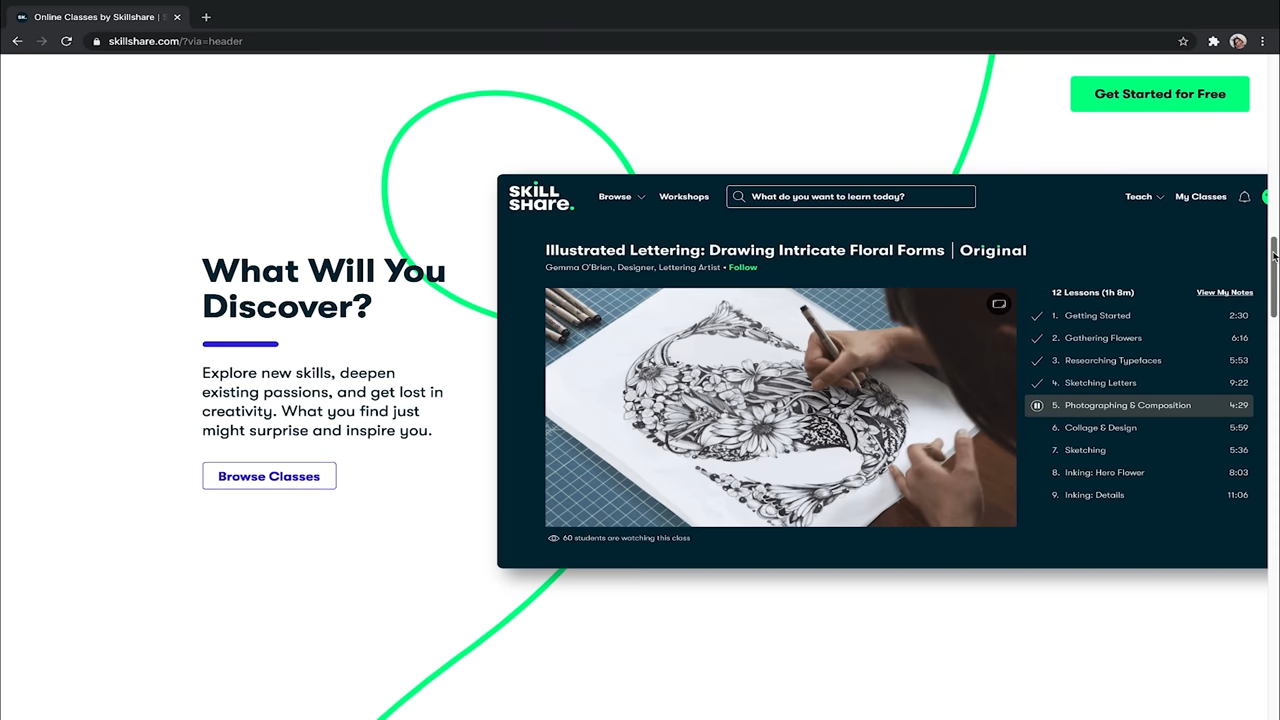 Online Classes by Skillshare |
skillshare.com/?via=header
Get Started for Free
What Will You
Discover?
Explore new skills, deepen
existing passions, and get lost in
creativity. What you find just
might surprise and inspire you.
Browse Classes
SKILL
SHARE.
Browse
Workshops
What do you want to learn today?
Teach
My Classes
Illustrated Lettering: Drawing Intricate Floral Forms | Original
Gemma O'Brien, Designer, Lettering Artist • Follow
12 Lessons (1h 8m)
View My Notes
1. Getting Started 2:30
2. Gathering Flowers 6:16
3. Researching Typefaces 5:53
4. Sketching Letters 9:22
5. Photographing & Composition 4:29
6. Collage & Design 5:59
7. Sketching 5:36
8. Inking: Hero Flower 8:03
9. Inking: Details 11:06
60 students are watching this class